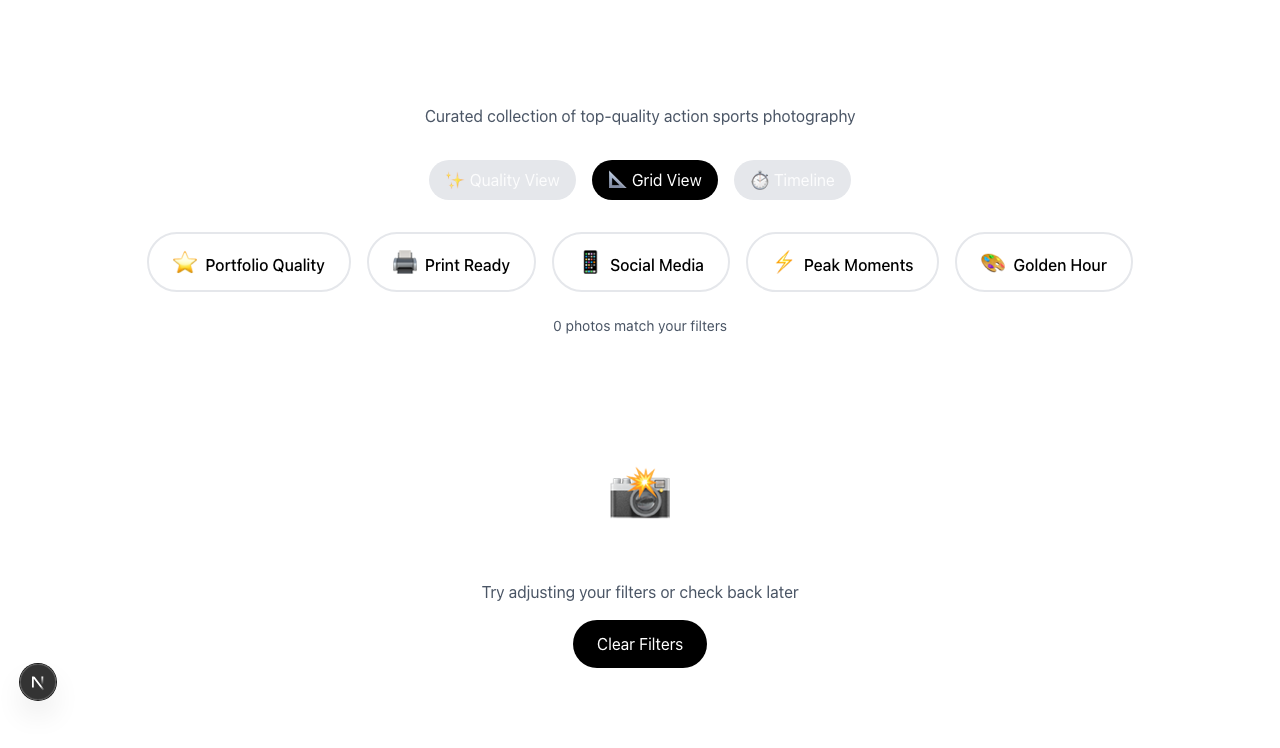 Curated collection of top-quality action sports photography
✨ Quality View 📐 Grid View ⏱️ Timeline
⭐ Portfolio Quality 🖨️ Print Ready 📱 Social Media ⚡ Peak Moments 🎨 Golden Hour
0 photos match your filters
Try adjusting your filters or check back later
Clear Filters
N